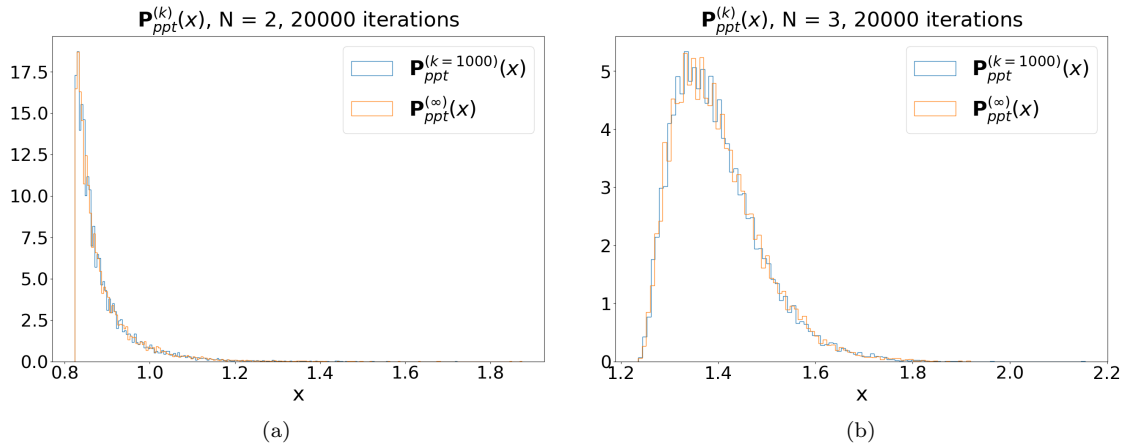 P_{ppt}^{(k)}(x), N = 2, 20000 iterations
P_{ppt}^{(k=1000)}(x)
P_{ppt}^{(∞)}(x)
17.5
15.0
12.5
10.0
7.5
5.0
2.5
0.0
0.8 1.0 1.2 1.4 1.6 1.8
x
(a)
P_{ppt}^{(k)}(x), N = 3, 20000 iterations
P_{ppt}^{(k=1000)}(x)
P_{ppt}^{(∞)}(x)
5
4
3
2
1
0
1.2 1.4 1.6 1.8 2.0 2.2
x
(b)